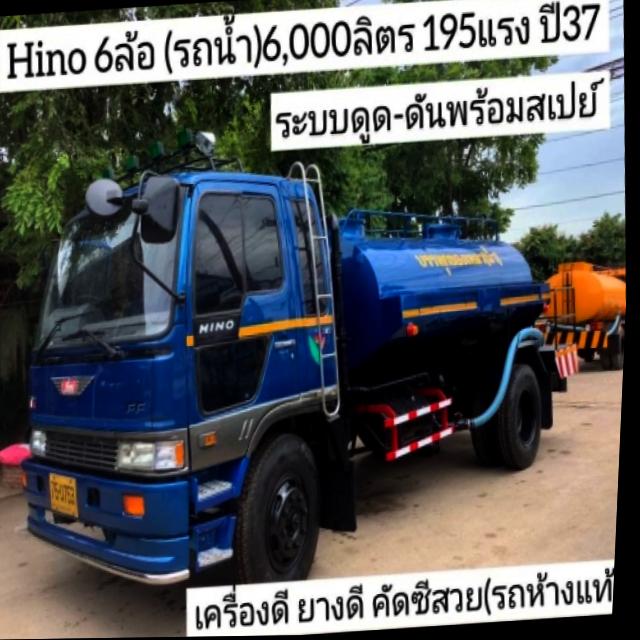 Hino 6ล้อ (รถน้ำ)6,000ลิตร 195แรง ปี37
ระบบดูด-ดันพร้อมสเปย์
HINO
FF
เครื่องดี ยางดี คัดซีสวย(รถห้างแท้